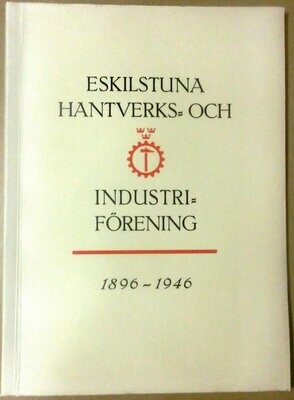 ESKILSTUNA
HANTVERKS= OCH
INDUSTRI=
FÖRENING
1896-1946